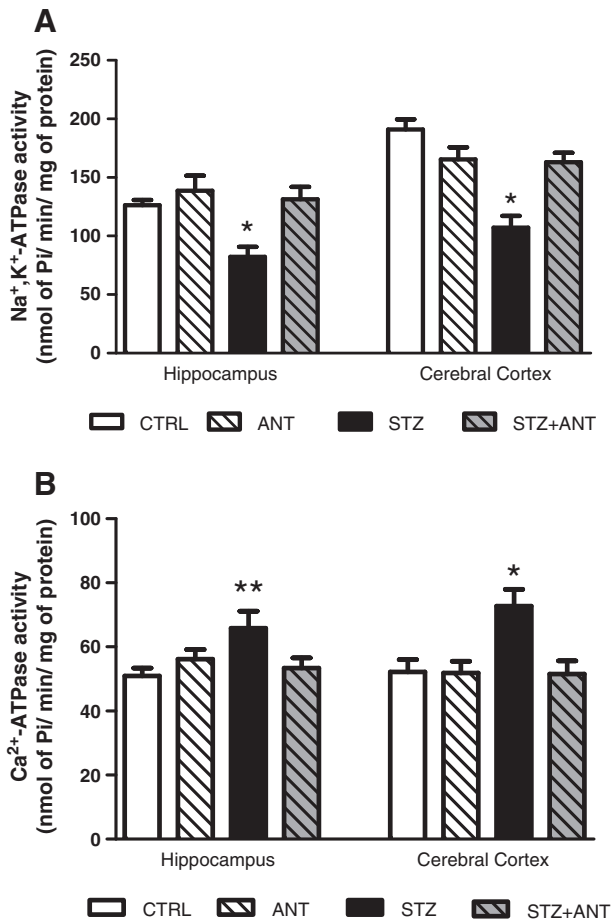 A
Na⁺,K⁺-ATPase activity
(nmol of Pi/ min/ mg of protein)
250
200
150
100
50
0
*
*
Hippocampus
Cerebral Cortex
CTRL
ANT
STZ
STZ+ANT
B
Ca²⁺-ATPase activity
(nmol of Pi/ min/ mg of protein)
100
80
60
40
20
0
**
*
Hippocampus
Cerebral Cortex
CTRL
ANT
STZ
STZ+ANT